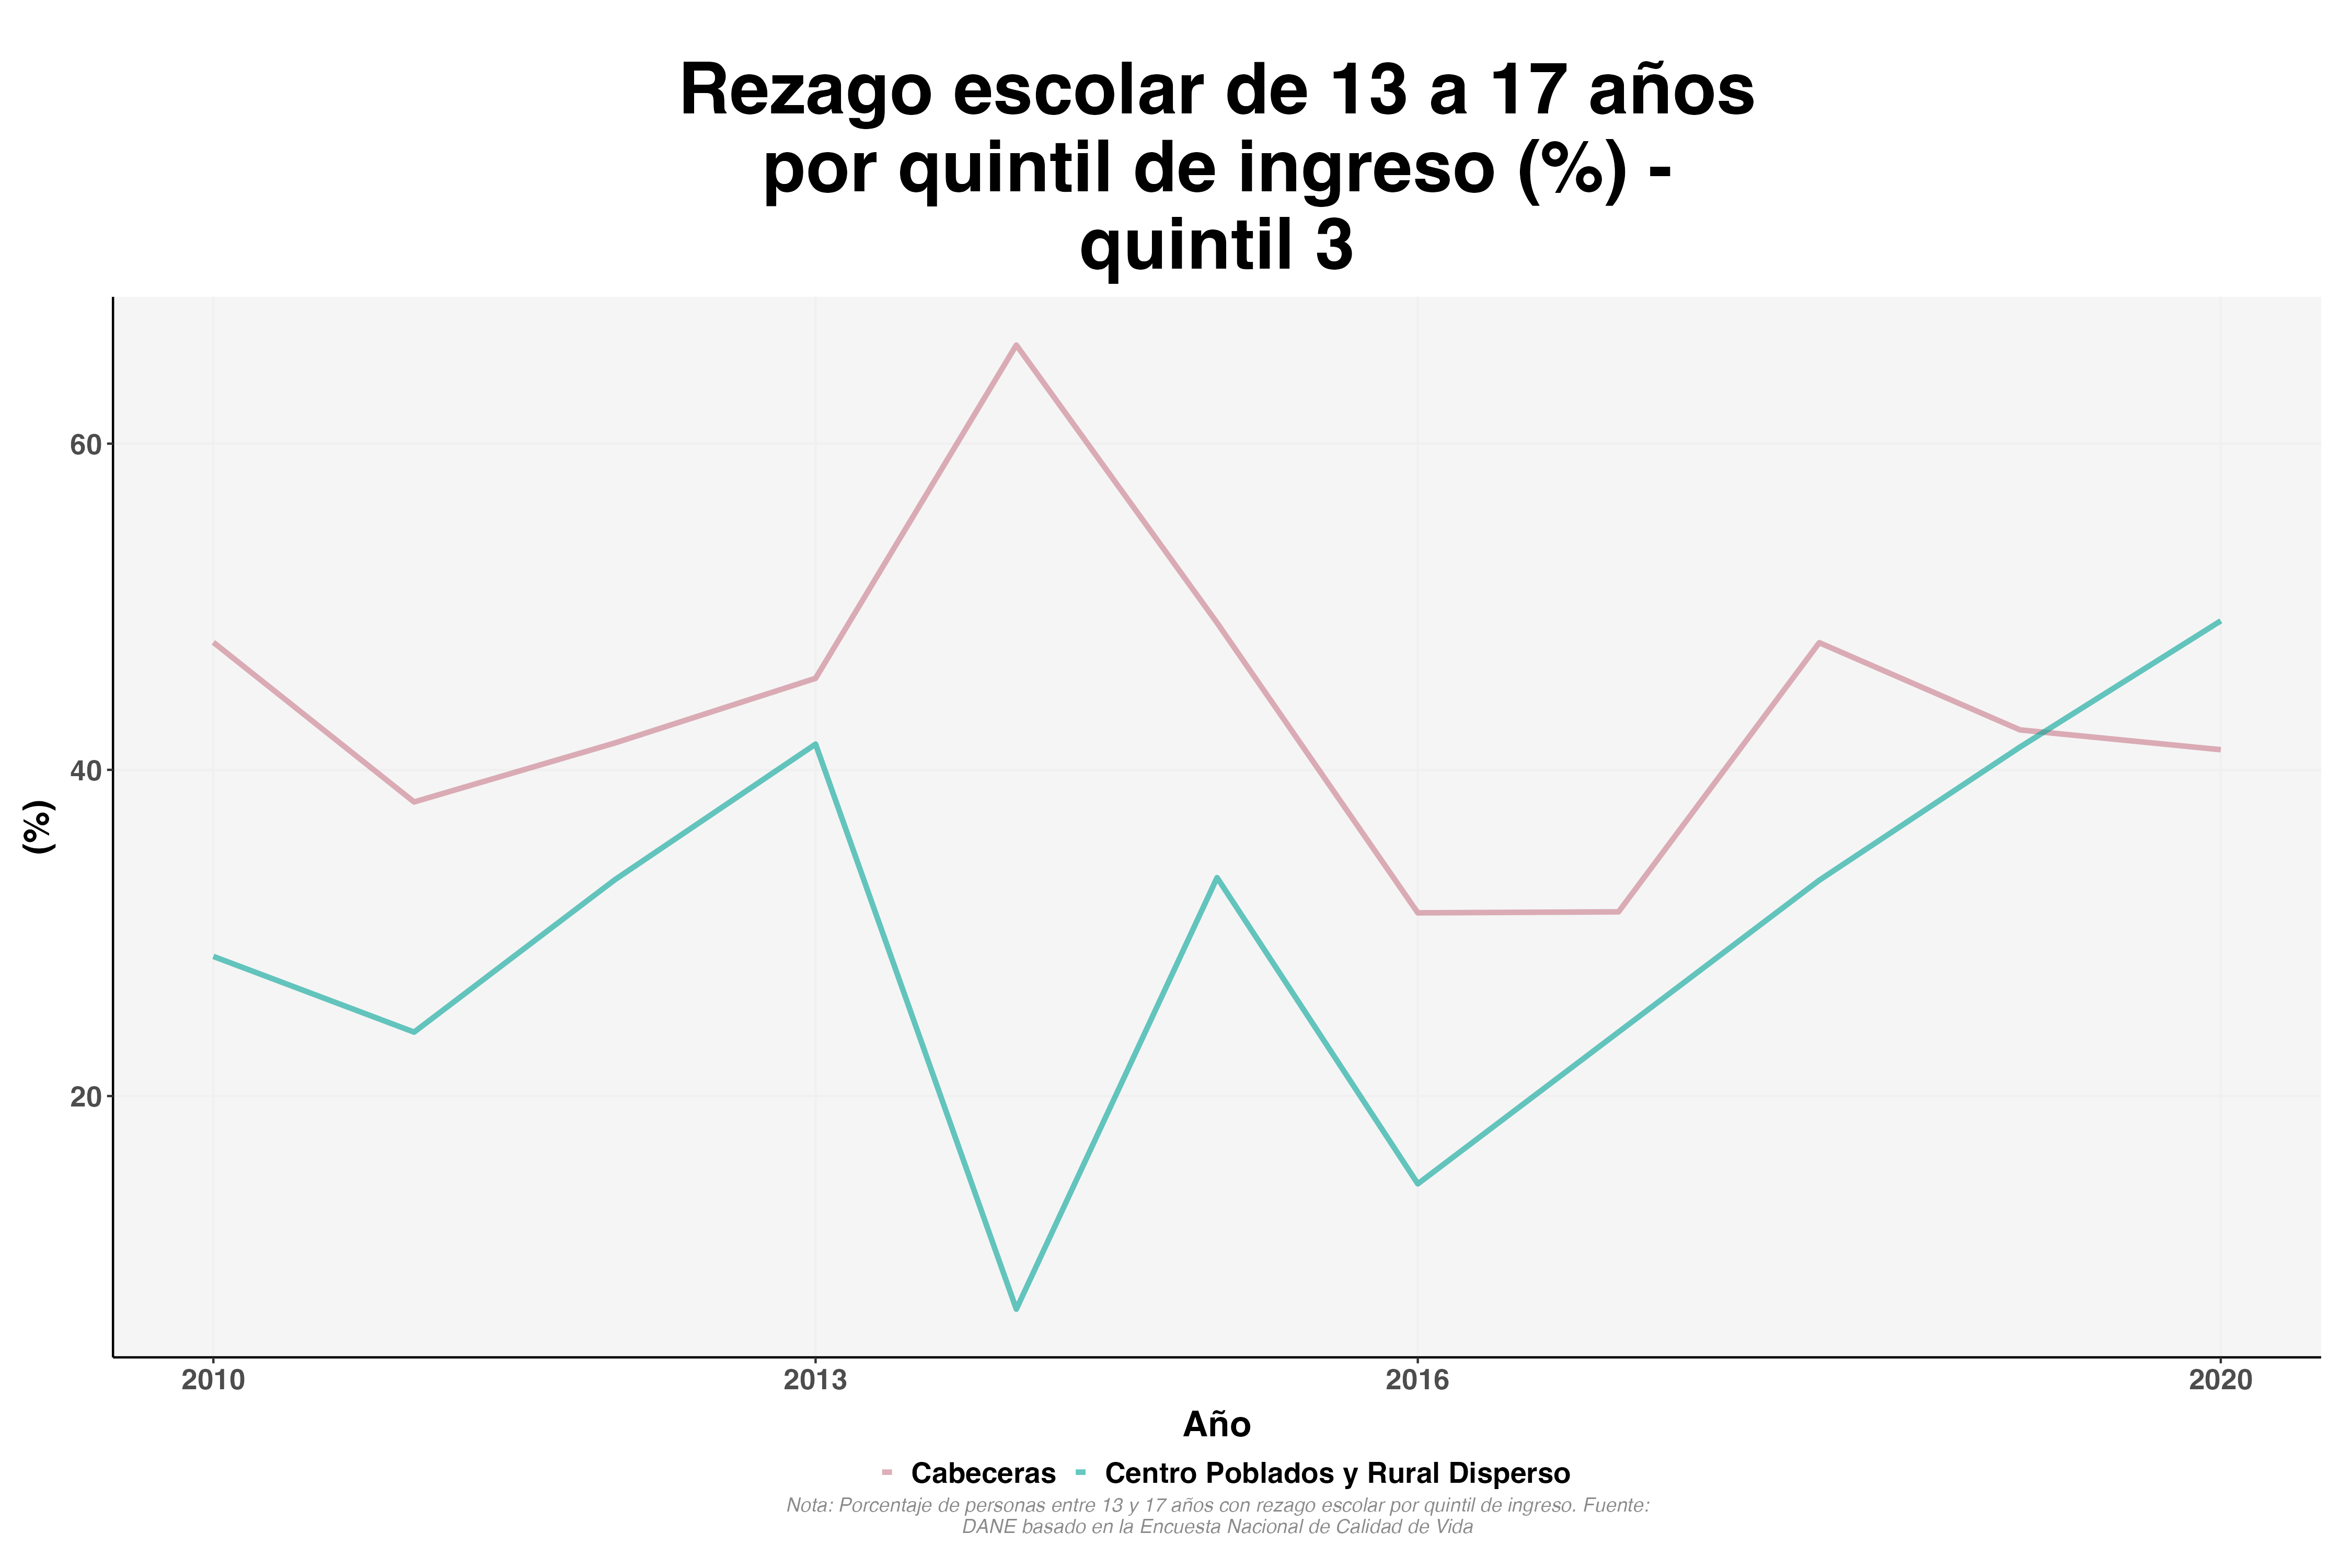 Rezago escolar de 13 a 17 años
por quintil de ingreso (%) -
quintil 3
60
40
20
(%)
2010
2013
2016
2020
Año
Cabeceras
Centro Poblados y Rural Disperso
Nota: Porcentaje de personas entre 13 y 17 años con rezago escolar por quintil de ingreso. Fuente:
DANE basado en la Encuesta Nacional de Calidad de Vida